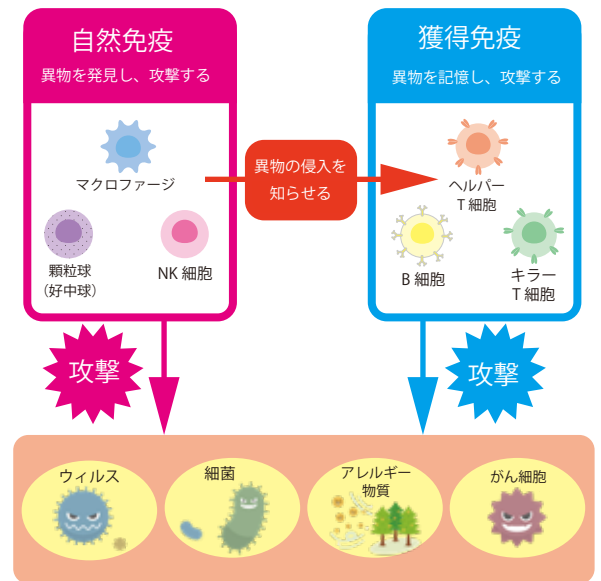 自然免疫
異物を発見し、攻撃する
獲得免疫
異物を記憶し、攻撃する
マクロファージ
異物の侵入を
知らせる
ヘルパー
T 細胞
顆粒球
（好中球）
NK 細胞
B 細胞
キラー
T 細胞
攻撃
攻撃
ウィルス
細菌
アレルギー
物質
がん細胞